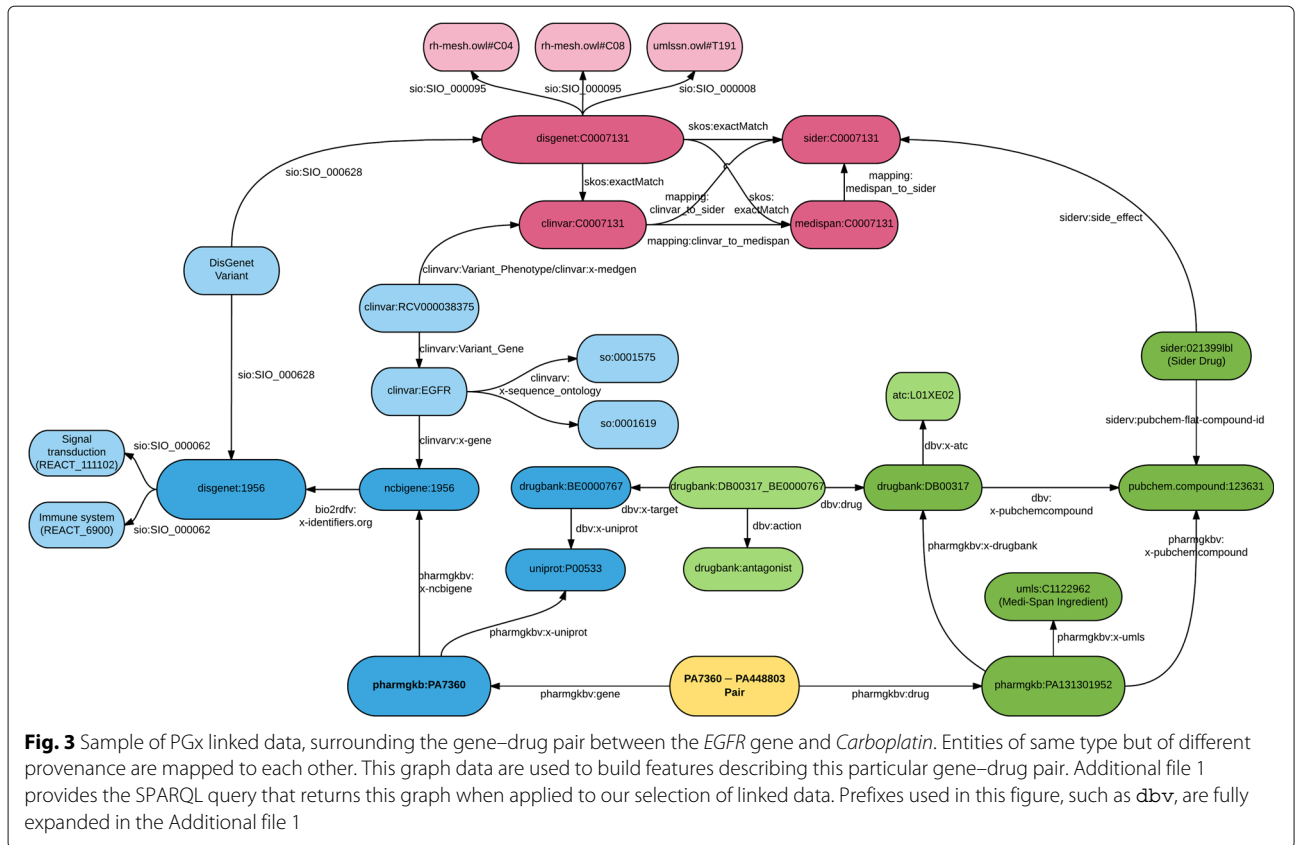 rh-mesh.owl#C04
rh-mesh.owl#C08
umlssn.owl#T191
sio:SIO_000095
sio:SIO_000095
sio:SIO_000008
disgenet:C0007131
skos:exactMatch
sider:C0007131
sio:SIO_000628
skos:exactMatch
mapping:
clinvar_to_sider
skos:
exactMatch
mapping:
medispan_to_sider
clinvar:C0007131
medispan:C0007131
mapping:clinvar_to_medispan
siderv:side_effect
DisGenet
Variant
clinvarv:Variant_Phenotype/clinvar:x-medgen
clinvar:RCV000038375
clinvarv:Variant_Gene
so:0001575
sider:021399lbl
(Sider Drug)
sio:SIO_000628
clinvar:EGFR
clinvarv:
x-sequence_ontology
atc:L01XE02
so:0001619
siderv:pubchem-flat-compound-id
Signal
transduction
(REACT_111102)
sio:SIO_000062
clinvarv:x-gene
dbv:x-atc
disgenet:1956
ncbigene:1956
drugbank:BE0000767
drugbank:DB00317_BE0000767
drugbank:DB00317
pubchem.compound:123631
bio2rdfv:
x-identifiers.org
dbv:x-target
dbv:drug
dbv:
x-pubchemcompound
Immune system
(REACT_6900)
sio:SIO_000062
dbv:x-uniprot
dbv:action
pharmgkbv:x-drugbank
pharmgkbv:
x-pubchemcompound
pharmgkbv:
x-ncbigene
uniprot:P00533
drugbank:antagonist
umls:C1122962
(Medi-Span Ingredient)
pharmgkbv:x-uniprot
pharmgkbv:x-umls
pharmgkb:PA7360
pharmgkbv:gene
PA7360 – PA448803
Pair
pharmgkbv:drug
pharmgkb:PA131301952
Fig. 3 Sample of PGx linked data, surrounding the gene–drug pair between the EGFR gene and Carboplatin. Entities of same type but of different
provenance are mapped to each other. This graph data are used to build features describing this particular gene–drug pair. Additional file 1
provides the SPARQL query that returns this graph when applied to our selection of linked data. Prefixes used in this figure, such as dbv, are fully
expanded in the Additional file 1